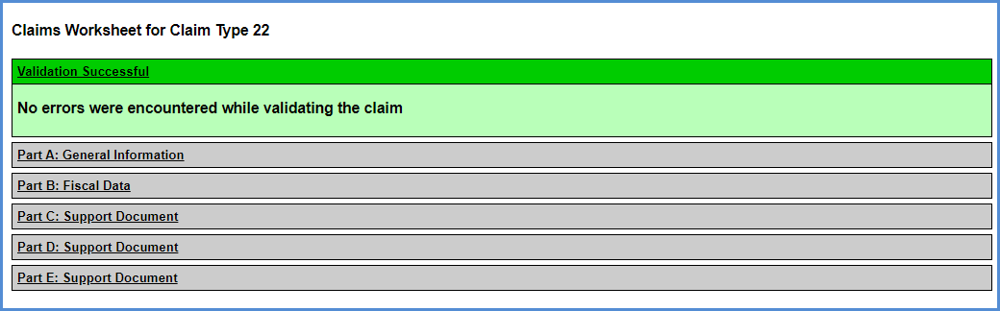 Claims Worksheet for Claim Type 22
Validation Successful
No errors were encountered while validating the claim
Part A: General Information
Part B: Fiscal Data
Part C: Support Document
Part D: Support Document
Part E: Support Document